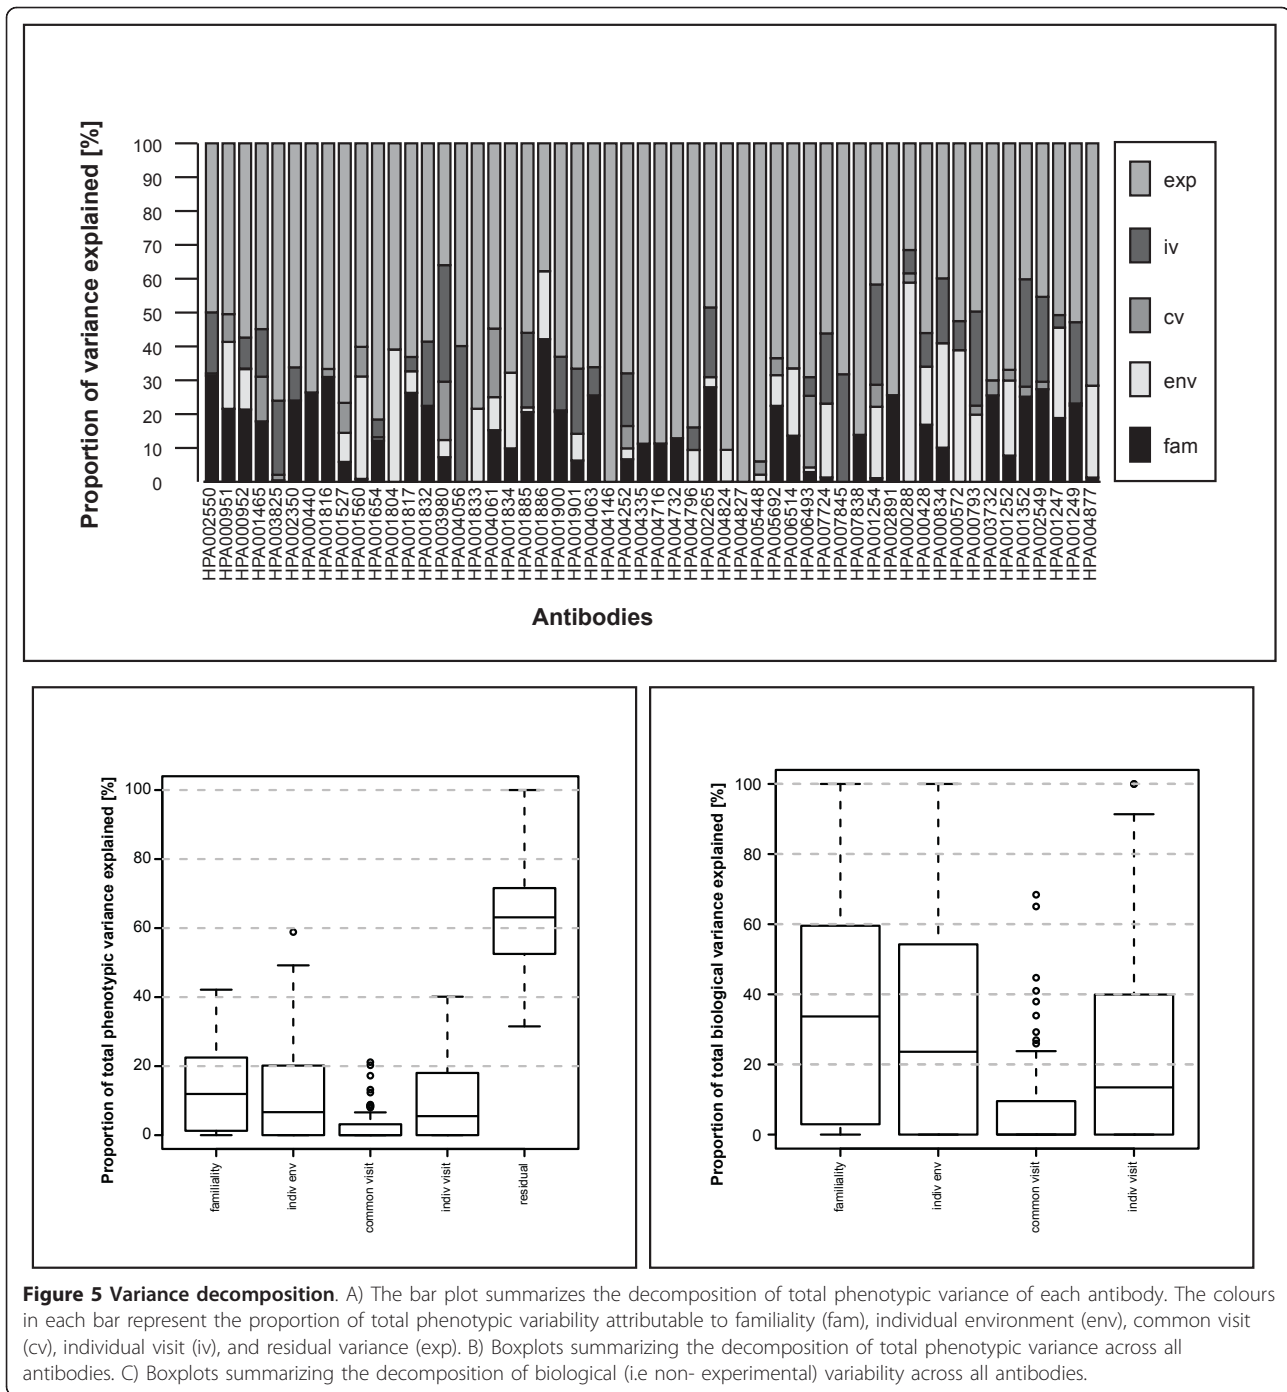 Proportion of variance explained [%]
100
90
80
70
60
50
40
30
20
10
0
HPA002550
HPA000951
HPA000952
HPA001465
HPA003825
HPA002350
HPA000440
HPA001816
HPA001527
HPA001560
HPA001654
HPA001804
HPA001817
HPA001832
HPA003980
HPA004056
HPA001833
HPA004061
HPA001834
HPA001885
HPA001886
HPA001900
HPA001901
HPA004063
HPA004146
HPA004252
HPA004335
HPA004716
HPA004732
HPA004796
HPA002265
HPA004824
HPA004827
HPA005448
HPA005692
HPA006514
HPA006493
HPA007724
HPA007845
HPA007838
HPA001254
HPA002891
HPA000288
HPA000428
HPA000834
HPA000572
HPA000793
HPA003732
HPA001252
HPA001352
HPA002549
HPA001247
HPA001249
HPA004877
Antibodies
exp
iv
cv
env
fam
Proportion of total phenotypic variance explained [%]
100
80
60
40
20
0
familiality
indiv env
common visit
indiv visit
residual
Proportion of total biological variance explained [%]
100
80
60
40
20
0
familiality
indiv env
common visit
indiv visit
Figure 5 Variance decomposition. A) The bar plot summarizes the decomposition of total phenotypic variance of each antibody. The colours
in each bar represent the proportion of total phenotypic variability attributable to familiality (fam), individual environment (env), common visit
(cv), individual visit (iv), and residual variance (exp). B) Boxplots summarizing the decomposition of total phenotypic variance across all
antibodies. C) Boxplots summarizing the decomposition of biological (i.e non- experimental) variability across all antibodies.